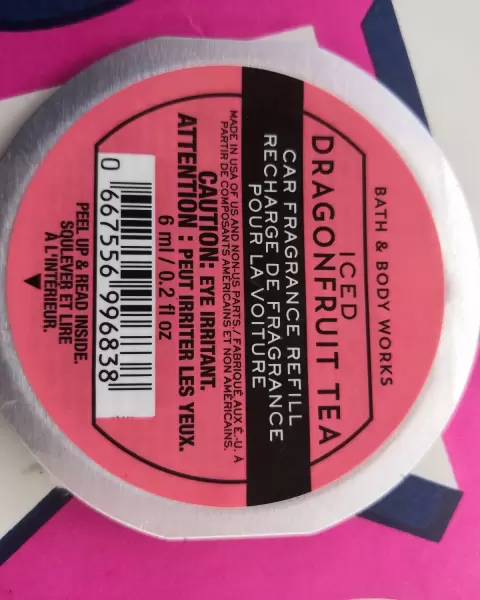 BATH & BODY WORKS
ICED
DRAGONFRUIT TEA
CAR FRAGRANCE REFILL
RECHARGE DE FRAGRANCE
POUR LA VOITURE
MADE IN USA OF US AND NON-US PARTS./ FABRIQUÉ AUX É.-U. À
PARTIR DE COMPOSANTS AMÉRICAINS ET NON AMÉRICAINS.
CAUTION: EYE IRRITANT.
ATTENTION : PEUT IRRITER LES YEUX.
6 ml / 0.2 fl oz
0 667556 996838
PEEL UP & READ INSIDE.
SOULEVER ET LIRE
À L'INTÉRIEUR.